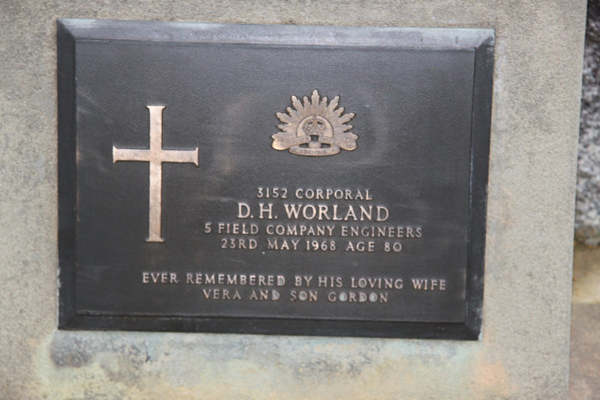 3152 CORPORAL
D. H. WORLAND
5 FIELD COMPANY ENGINEERS
23RD MAY 1968 AGE 80
EVER REMEMBERED BY HIS LOVING WIFE
VERA AND SON GORDON